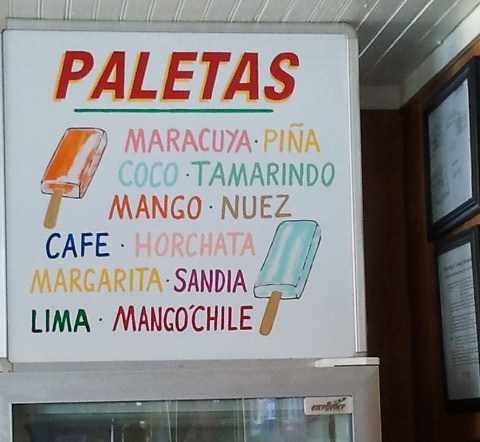 PALETAS
MARACUYA · PIÑA
COCO · TAMARINDO
MANGO · NUEZ
CAFE · HORCHATA
MARGARITA · SANDIA
LIMA · MANGO´CHILE